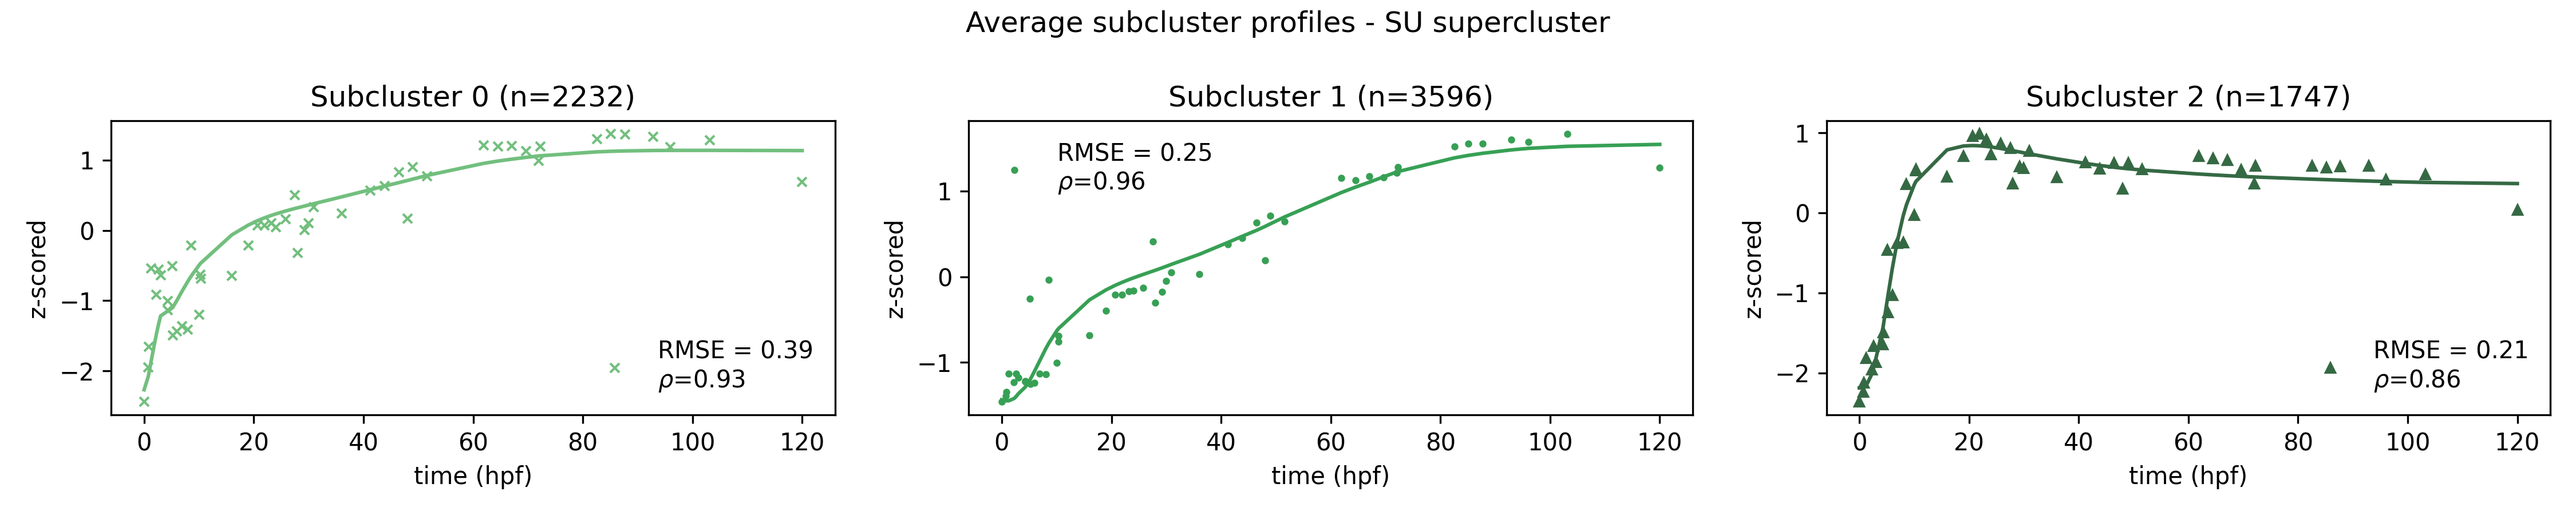 Average subcluster profiles - SU supercluster
Subcluster 0 (n=2232)
1
0
−1
−2
z-scored
RMSE = 0.39
ρ=0.93
0 20 40 60 80 100 120
time (hpf)
Subcluster 1 (n=3596)
1
0
−1
z-scored
RMSE = 0.25
ρ=0.96
0 20 40 60 80 100 120
time (hpf)
Subcluster 2 (n=1747)
1
0
−1
−2
z-scored
RMSE = 0.21
ρ=0.86
0 20 40 60 80 100 120
time (hpf)